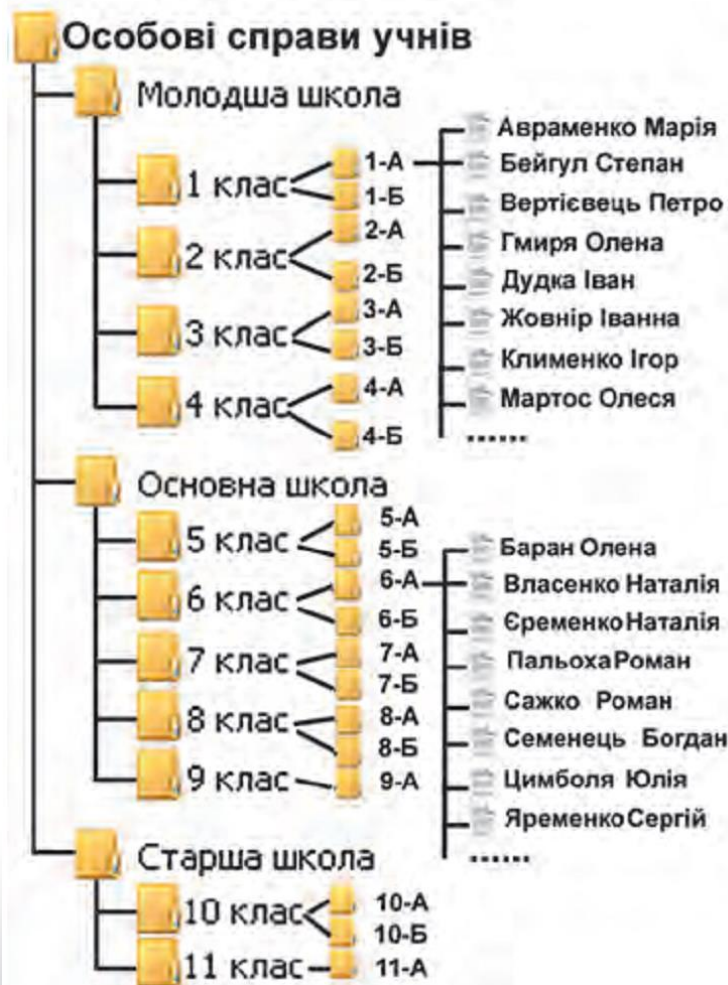 Особові справи учнів
Молодша школа
1 клас
1-А
1-Б
2 клас
2-А
2-Б
3 клас
3-А
3-Б
4 клас
4-А
4-Б
Авраменко Марія
Бейгул Степан
Вертієвець Петро
Гмиря Олена
Дудка Іван
Жовнір Іванна
Клименко Ігор
Мартос Олеся
......
Основна школа
5 клас
5-А
5-Б
6 клас
6-А
6-Б
7 клас
7-А
7-Б
8 клас
8-А
8-Б
9 клас
9-А
Баран Олена
Власенко Наталія
Єременко Наталія
Пальоха Роман
Сажко Роман
Семенець Богдан
Цимболя Юлія
Яременко Сергій
......
Старша школа
10 клас
10-А
10-Б
11 клас
11-А